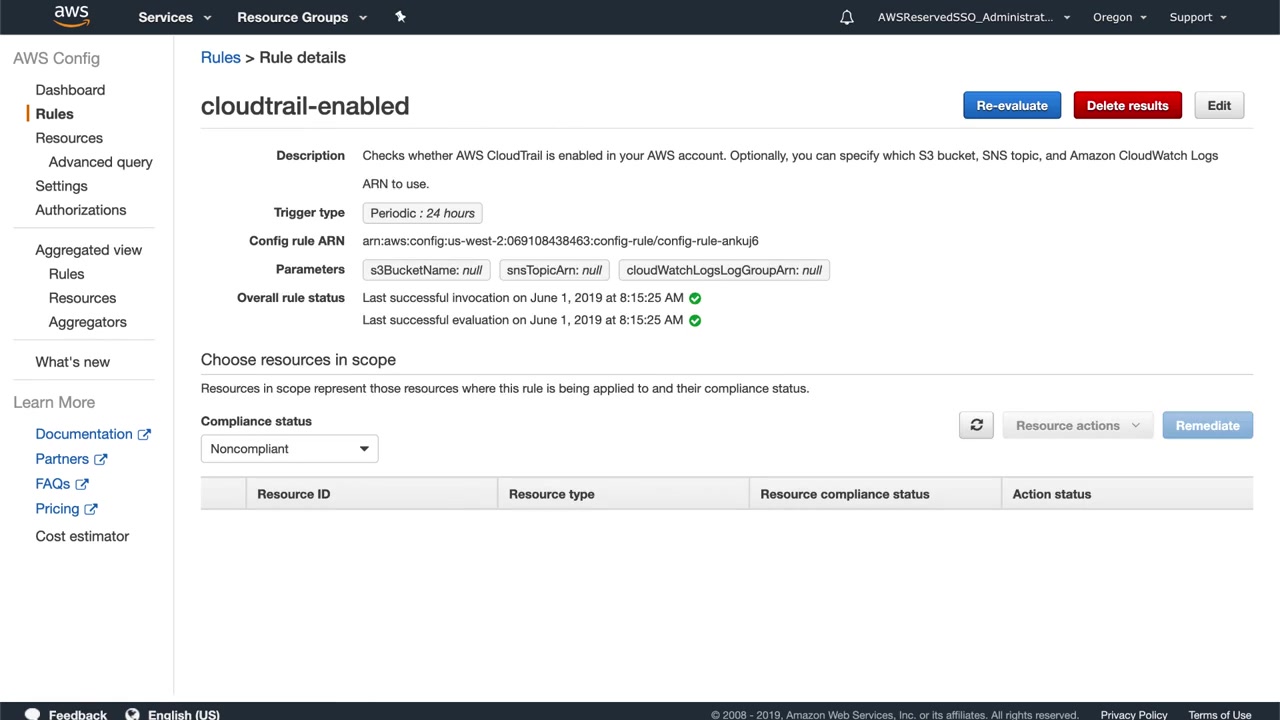 aws Services Resource Groups AWSReservedSSO_Administrat... Oregon Support
AWS Config
Dashboard
Rules
Resources
Advanced query
Settings
Authorizations
Aggregated view
Rules
Resources
Aggregators
What's new
Learn More
Documentation
Partners
FAQs
Pricing
Cost estimator
Rules > Rule details
cloudtrail-enabled
Re-evaluate Delete results Edit
Description Checks whether AWS CloudTrail is enabled in your AWS account. Optionally, you can specify which S3 bucket, SNS topic, and Amazon CloudWatch Logs
ARN to use.
Trigger type Periodic : 24 hours
Config rule ARN arn:aws:config:us-west-2:069108438463:config-rule/config-rule-ankuj6
Parameters s3BucketName: null snsTopicArn: null cloudWatchLogsLogGroupArn: null
Overall rule status Last successful invocation on June 1, 2019 at 8:15:25 AM
Last successful evaluation on June 1, 2019 at 8:15:25 AM
Choose resources in scope
Resources in scope represent those resources where this rule is being applied to and their compliance status.
Compliance status
Noncompliant
Resource actions Remediate
Resource ID Resource type Resource compliance status Action status
Feedback English (US) © 2008 - 2019, Amazon Web Services, Inc. or its affiliates. All rights reserved. Privacy Policy Terms of Use